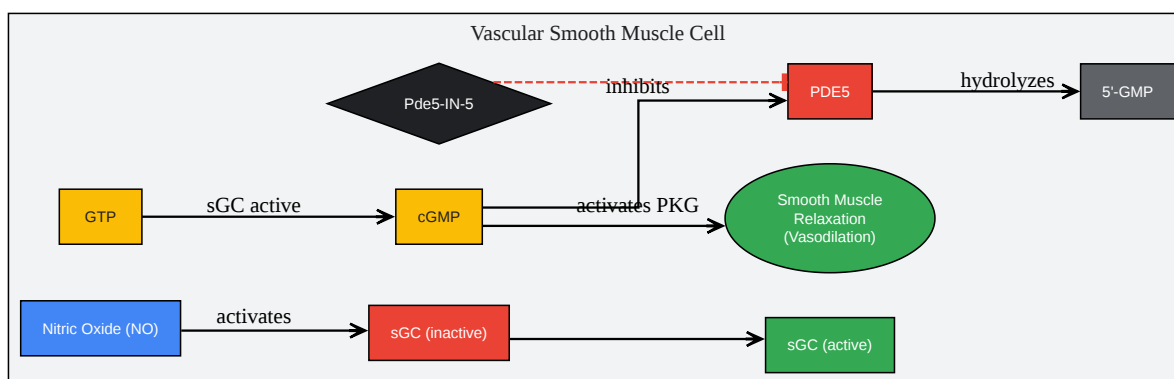 Vascular Smooth Muscle Cell
Pde5-IN-5
inhibits
PDE5
hydrolyzes
5'-GMP
GTP
sGC active
cGMP
activates PKG
Smooth Muscle
Relaxation
(Vasodilation)
Nitric Oxide (NO)
activates
sGC (inactive)
sGC (active)